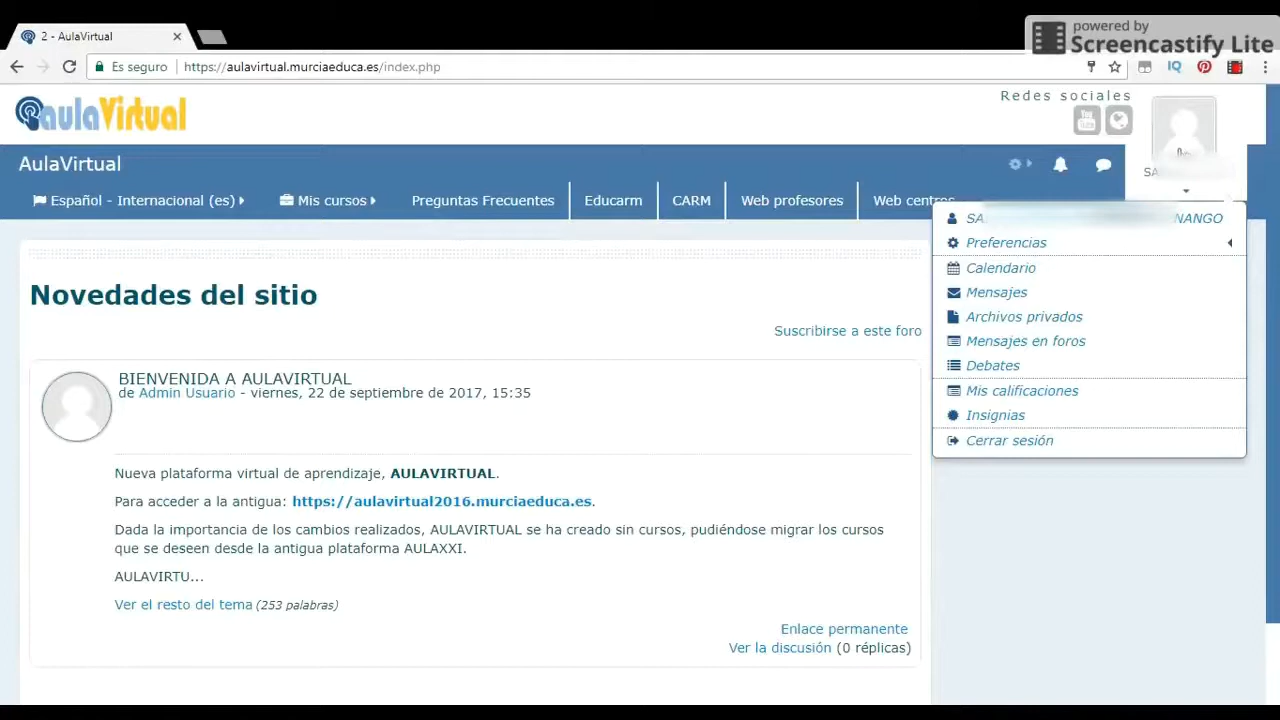 powered by
Screencastify Lite
2 - AulaVirtual
Es seguro
https://aulavirtual.murciaeduca.es/index.php
IQ
aulaVirtual
Redes sociales
You Tube
SA
AulaVirtual
Español - Internacional (es)
Mis cursos
Preguntas Frecuentes
Educarm
CARM
Web profesores
Web centros
SA NANGO
Preferencias
Calendario
Mensajes
Archivos privados
Mensajes en foros
Debates
Mis calificaciones
Insignias
Cerrar sesión
Novedades del sitio
Suscribirse a este foro
BIENVENIDA A AULAVIRTUAL
de Admin Usuario viernes, 22 de septiembre de 2017, 15:35
Nueva plataforma virtual de aprendizaje, AULAVIRTUAL.
Para acceder a la antigua: https://aulavirtual2016.murciaeduca.es.
Dada la importancia de los cambios realizados, AULAVIRTUAL se ha creado sin cursos, pudiéndose migrar los cursos
que se deseen desde la antigua plataforma AULAXXI.
AULAVIRTU...
Ver el resto del tema (253 palabras)
Enlace permanente
Ver la discusión (0 réplicas)